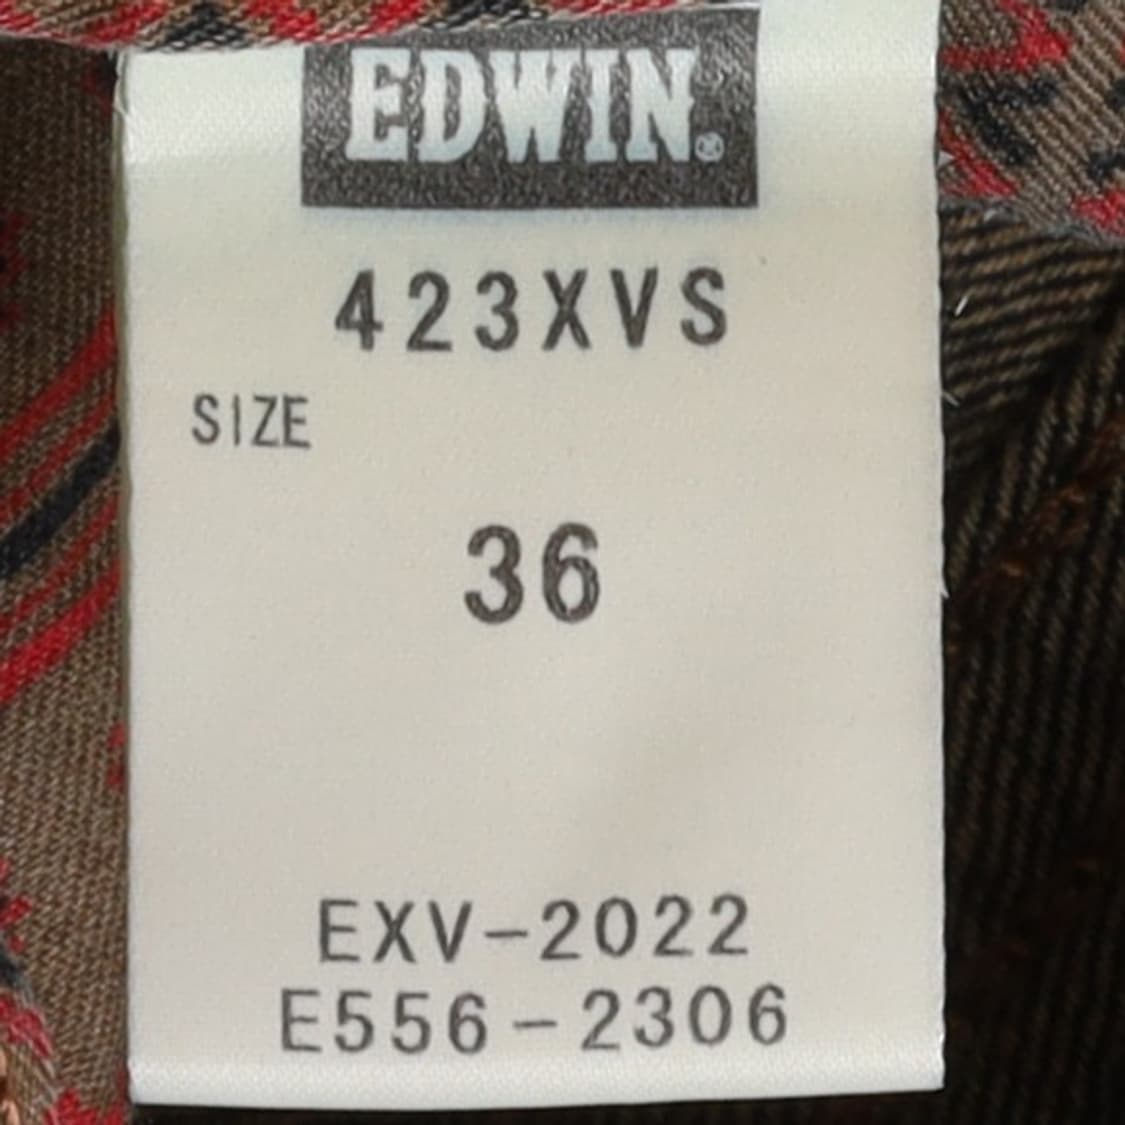 EDWIN®
423XVS
SIZE
36
EXV-2022
E556-2306